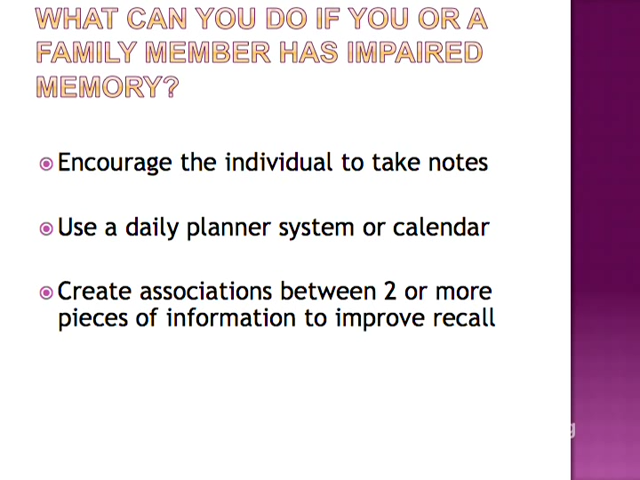 WHAT CAN YOU DO IF YOU OR A
FAMILY MEMBER HAS IMPAIRED
MEMORY?
Encourage the individual to take notes
Use a daily planner system or calendar
Create associations between 2 or more
pieces of information to improve recall